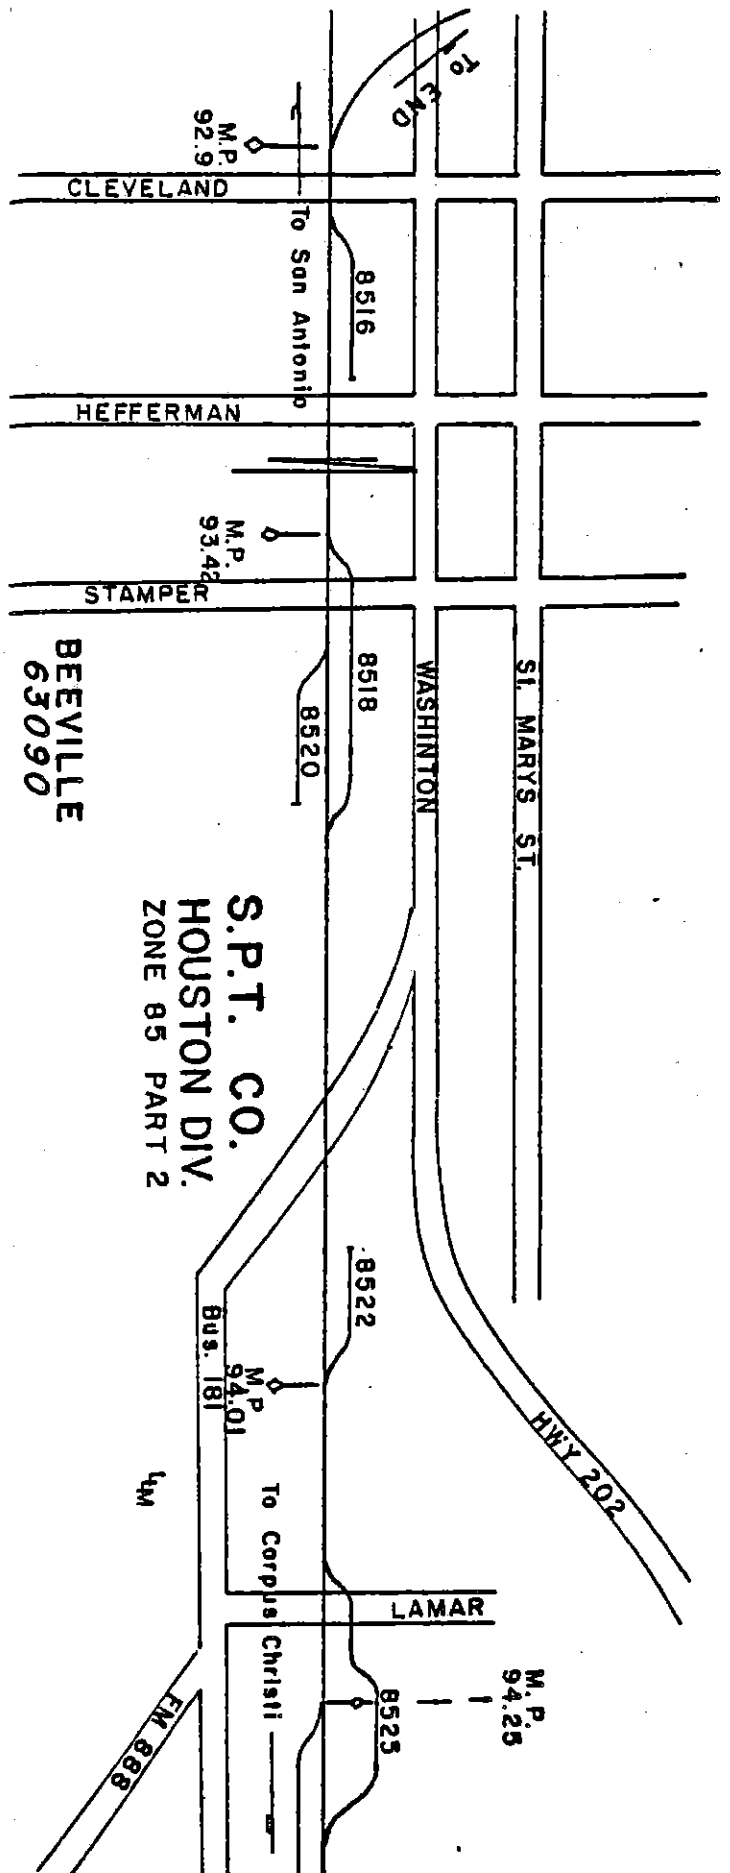 To
END
M.P.
92.9
CLEVELAND
To San Antonio
8516
HEFFERMAN
M.P.
93.42
STAMPER
8518
8520
WASHINTON
St. MARYS ST.
BEEVILLE
63090
S.P.T. CO.
HOUSTON DIV.
ZONE 85 PART 2
8522
M P
94.01
Bus. 181
HWY 202
To Corpus Christi
LAMAR
M.P.
94.25
8525
FM 888